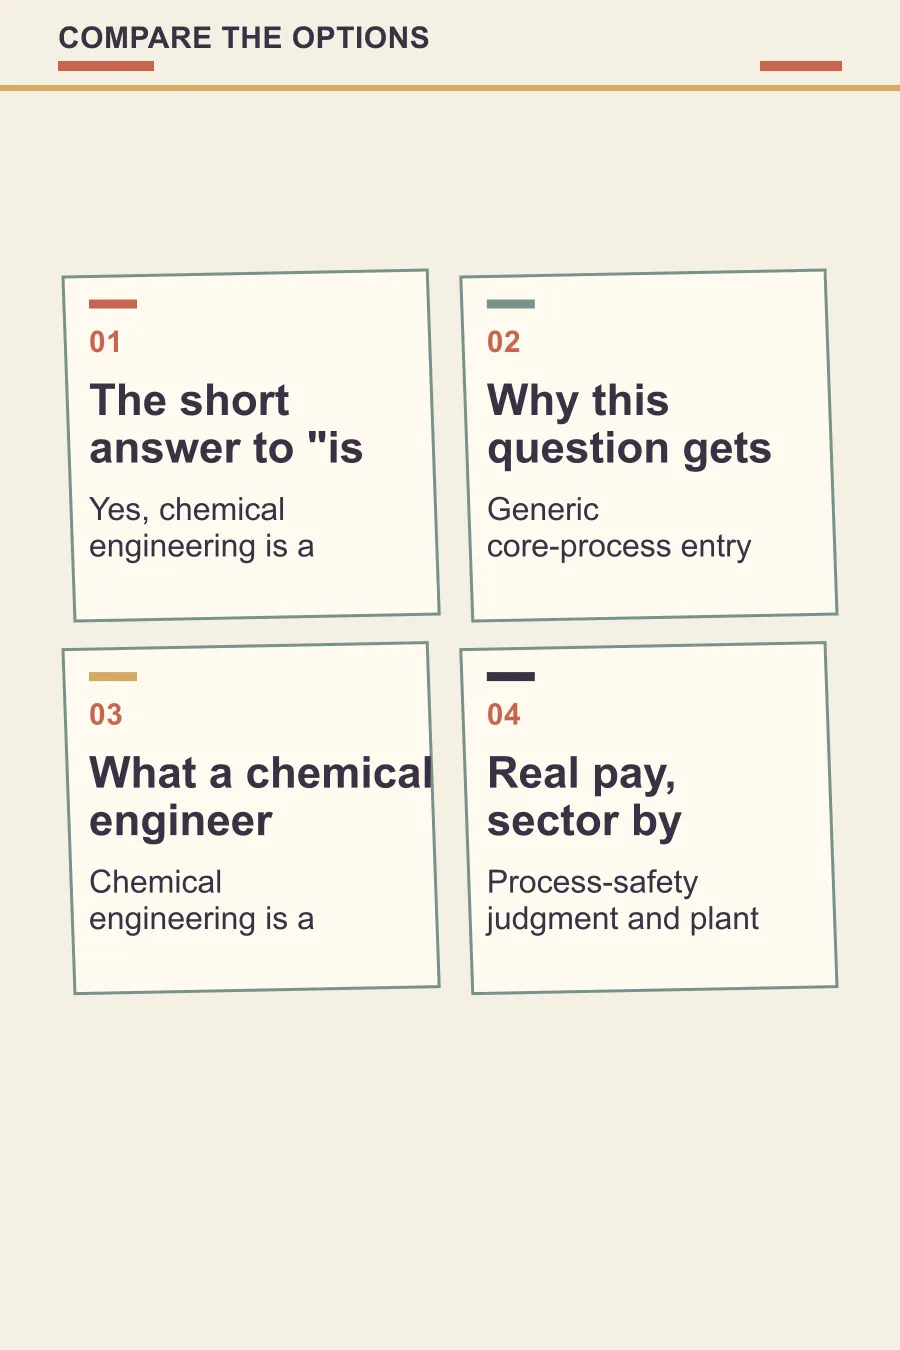 COMPARE THE OPTIONS
01
The short
answer to "is
Yes, chemical
engineering is a
02
Why this
question gets
Generic
core-process entry
03
What a chemical
engineer
Chemical
engineering is a
04
Real pay,
sector by
Process-safety
judgment and plant